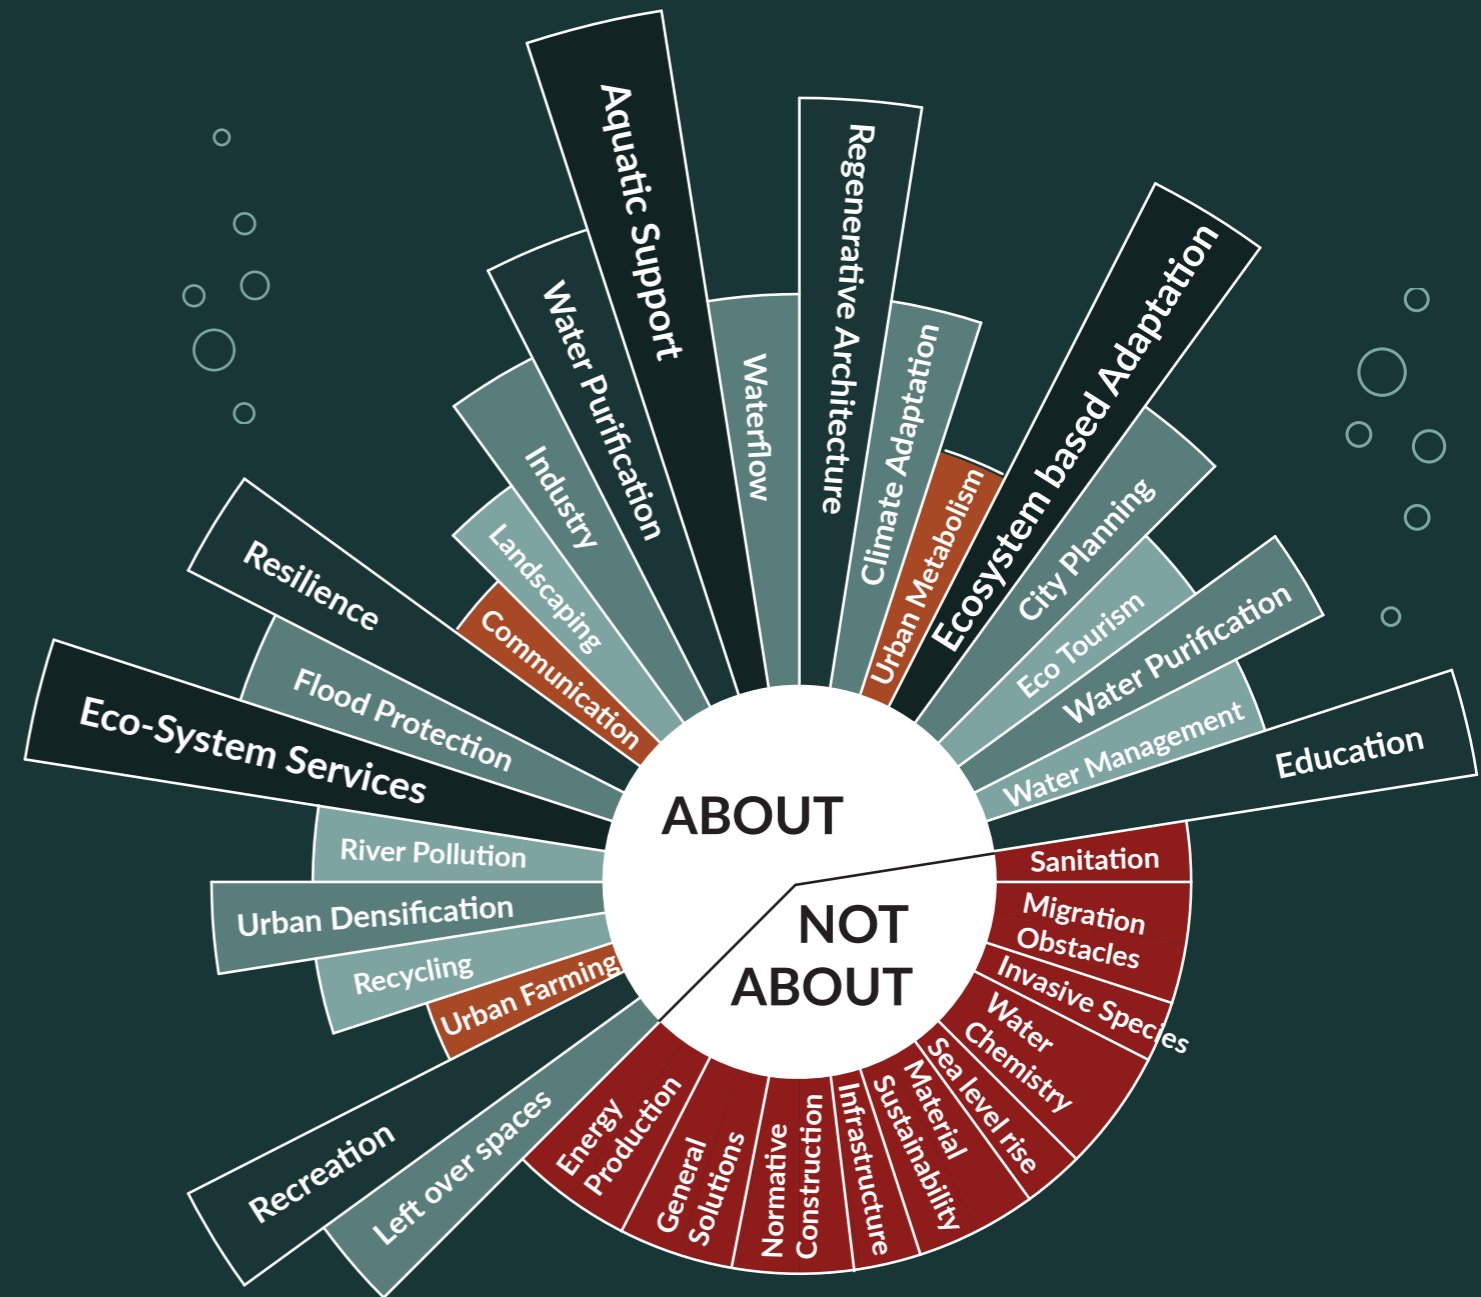 Aquatic Support
Regenerative Architecture
Water Purification
Waterflow
Climate Adaptation
Urban Metabolism
Ecosystem based Adaptation
Industry
City Planning
Landscaping
Eco Tourism
Communication
Water Purification
Resilience
Water Management
Flood Protection
Education
Eco-System Services
River Pollution
Urban Densification
Recycling
Urban Farming
Recreation
Left over spaces
ABOUT
NOT
ABOUT
Sanitation
Migration
Obstacles
Invasive Species
Water
Chemistry
Sea level rise
Material
Sustainability
Infrastructure
Normative
Construction
General
Solutions
Energy
Production